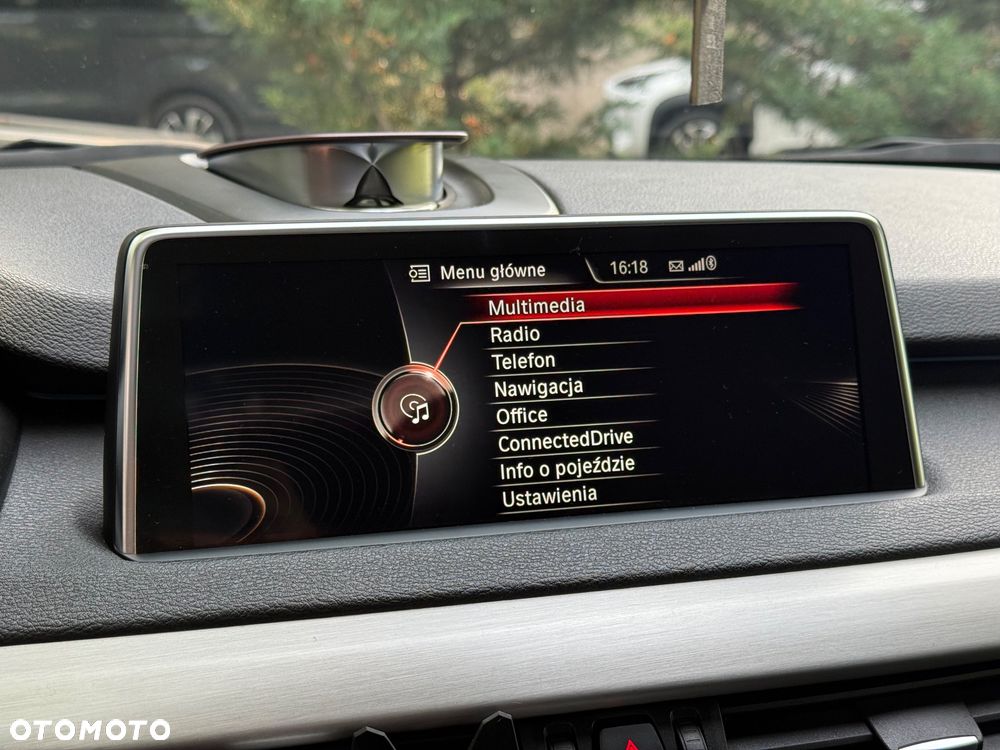 Menu główne
16:18
Multimedia
Radio
Telefon
Nawigacja
Office
ConnectedDrive
Info o pojeździe
Ustawienia
OTOMOTO